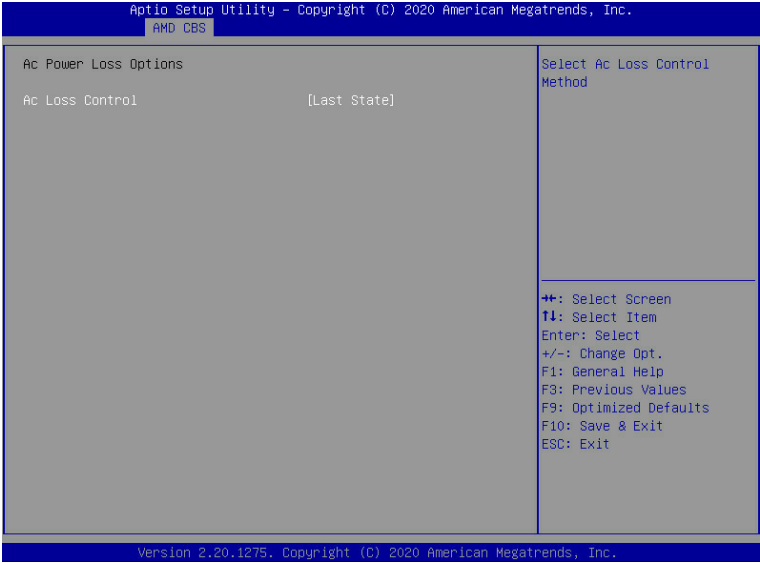 Aptio Setup Utility – Copyright (C) 2020 American Megatrends, Inc.
AMD CBS
Ac Power Loss Options
Ac Loss Control [Last State]
Select Ac Loss Control
Method
→←: Select Screen
↑↓: Select Item
Enter: Select
+/-: Change Opt.
F1: General Help
F3: Previous Values
F9: Optimized Defaults
F10: Save & Exit
ESC: Exit
Version 2.20.1275. Copyright (C) 2020 American Megatrends, Inc.